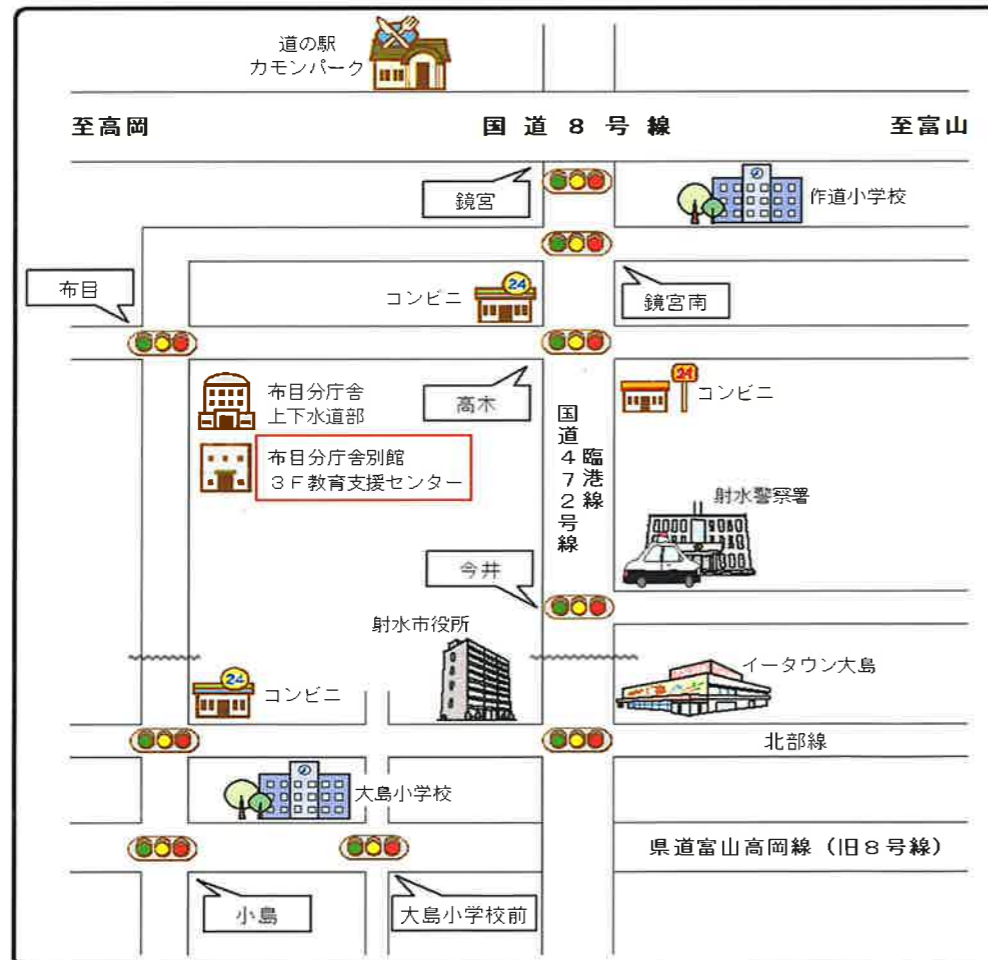 道の駅
カモンパーク
至高岡
国道8号線
至富山
鏡宮
作道小学校
布目
コンビニ
24
鏡宮南
布目分庁舎
上下水道部
高木
国道472号線
臨港線
24
コンビニ
布目分庁舎別館
3F教育支援センター
射水警察署
今井
射水市役所
イータウン大島
24
コンビニ
北部線
大島小学校
県道富山高岡線(旧8号線)
小島
大島小学校前